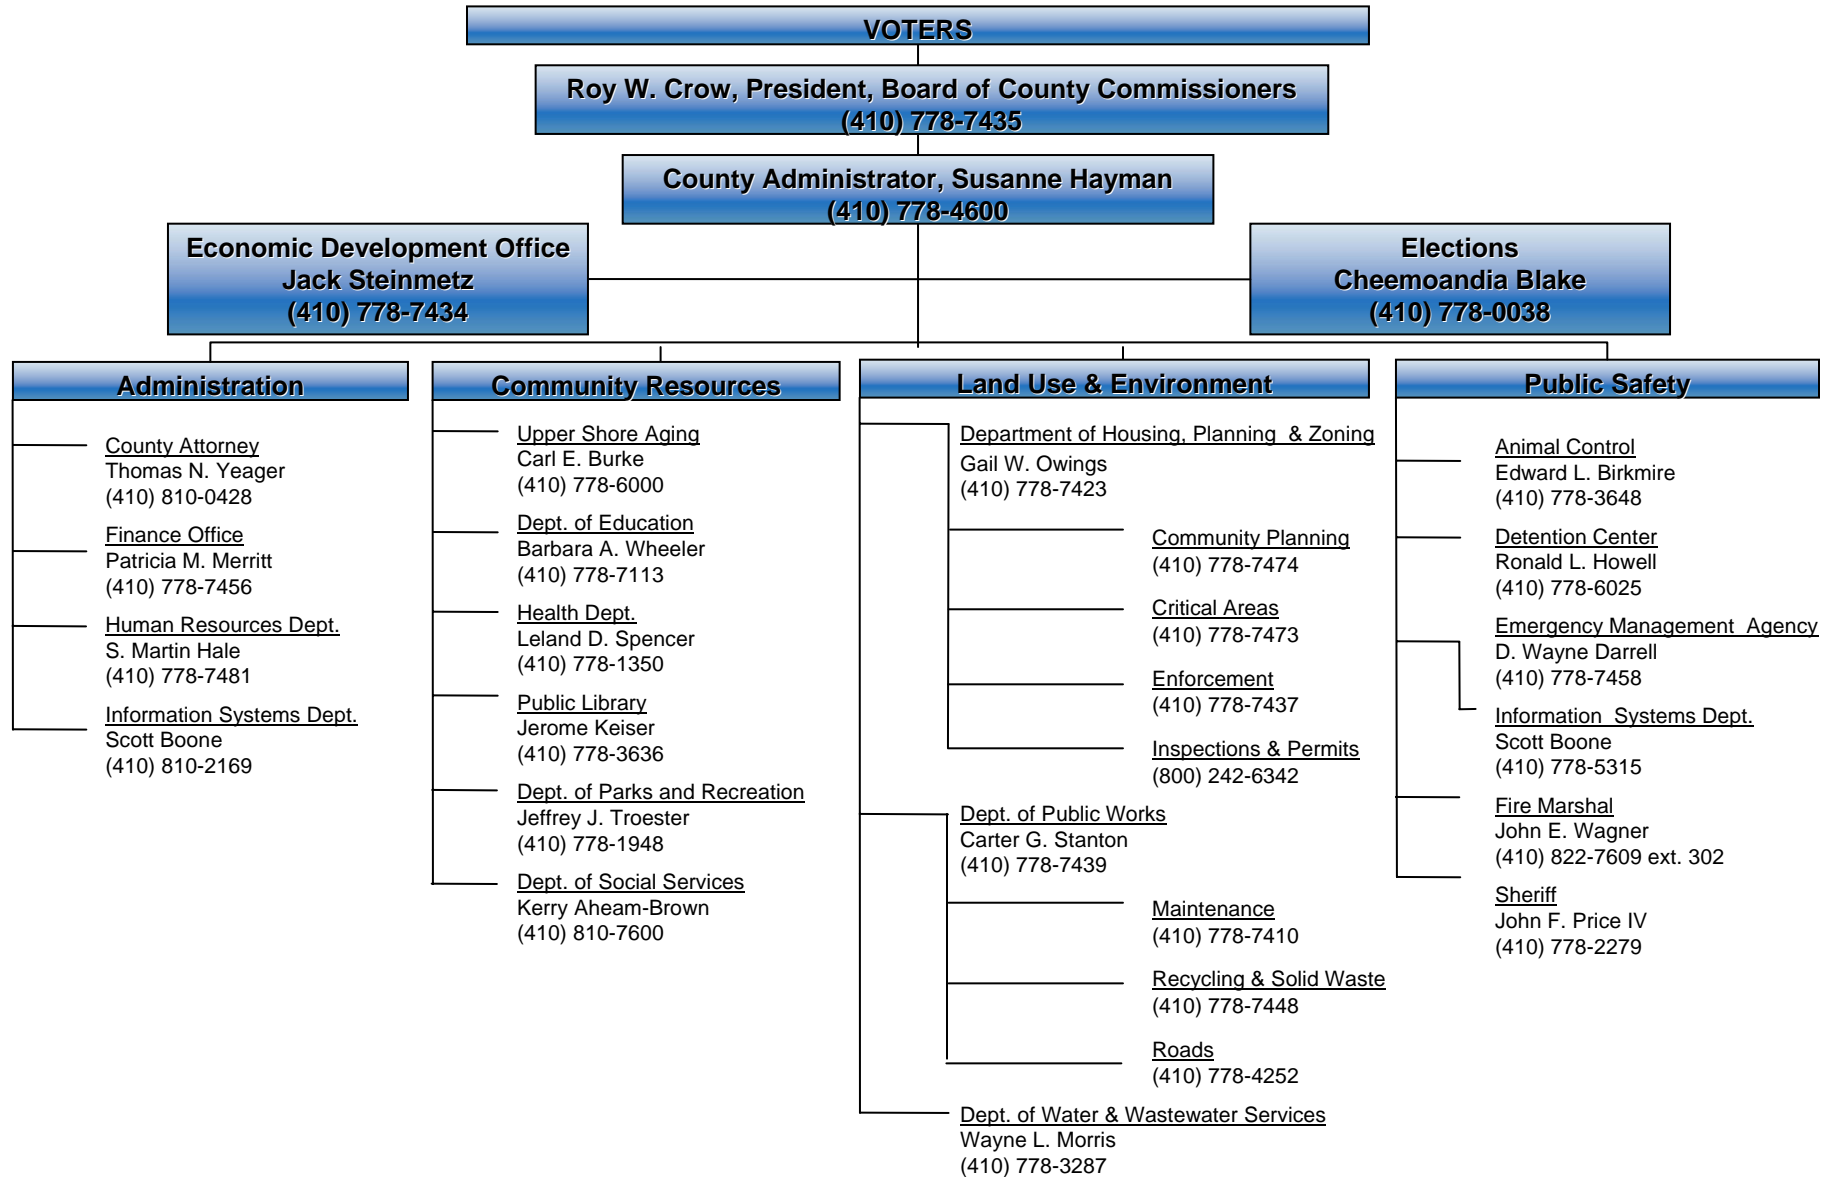 VOTERS
Roy W. Crow, President, Board of County Commissioners
(410) 778-7435
County Administrator, Susanne Hayman
(410) 778-4600
Economic Development Office
Jack Steinmetz
(410) 778-7434
Elections
Cheemoandia Blake
(410) 778-0038
Administration
County Attorney
Thomas N. Yeager
(410) 810-0428
Finance Office
Patricia M. Merritt
(410) 778-7456
Human Resources Dept.
S. Martin Hale
(410) 778-7481
Information Systems Dept.
Scott Boone
(410) 810-2169
Community Resources
Upper Shore Aging
Carl E. Burke
(410) 778-6000
Dept. of Education
Barbara A. Wheeler
(410) 778-7113
Health Dept.
Leland D. Spencer
(410) 778-1350
Public Library
Jerome Keiser
(410) 778-3636
Dept. of Parks and Recreation
Jeffrey J. Troester
(410) 778-1948
Dept. of Social Services
Kerry Aheam-Brown
(410) 810-7600
Land Use & Environment
Department of Housing, Planning & Zoning
Gail W. Owings
(410) 778-7423
Community Planning
(410) 778-7474
Critical Areas
(410) 778-7473
Enforcement
(410) 778-7437
Inspections & Permits
(800) 242-6342
Dept. of Public Works
Carter G. Stanton
(410) 778-7439
Maintenance
(410) 778-7410
Recycling & Solid Waste
(410) 778-7448
Roads
(410) 778-4252
Dept. of Water & Wastewater Services
Wayne L. Morris
(410) 778-3287
Public Safety
Animal Control
Edward L. Birkmire
(410) 778-3648
Detention Center
Ronald L. Howell
(410) 778-6025
Emergency Management Agency
D. Wayne Darrell
(410) 778-7458
Information Systems Dept.
Scott Boone
(410) 778-5315
Fire Marshal
John E. Wagner
(410) 822-7609 ext. 302
Sheriff
John F. Price IV
(410) 778-2279